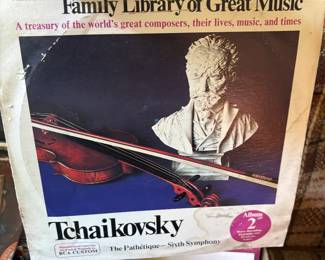 Family Library of Great Music
A treasury of the world's great composers, their lives, music, and times
Tchaikovsky
The Pathétique—Sixth Symphony
Album
2
RCA CUSTOM